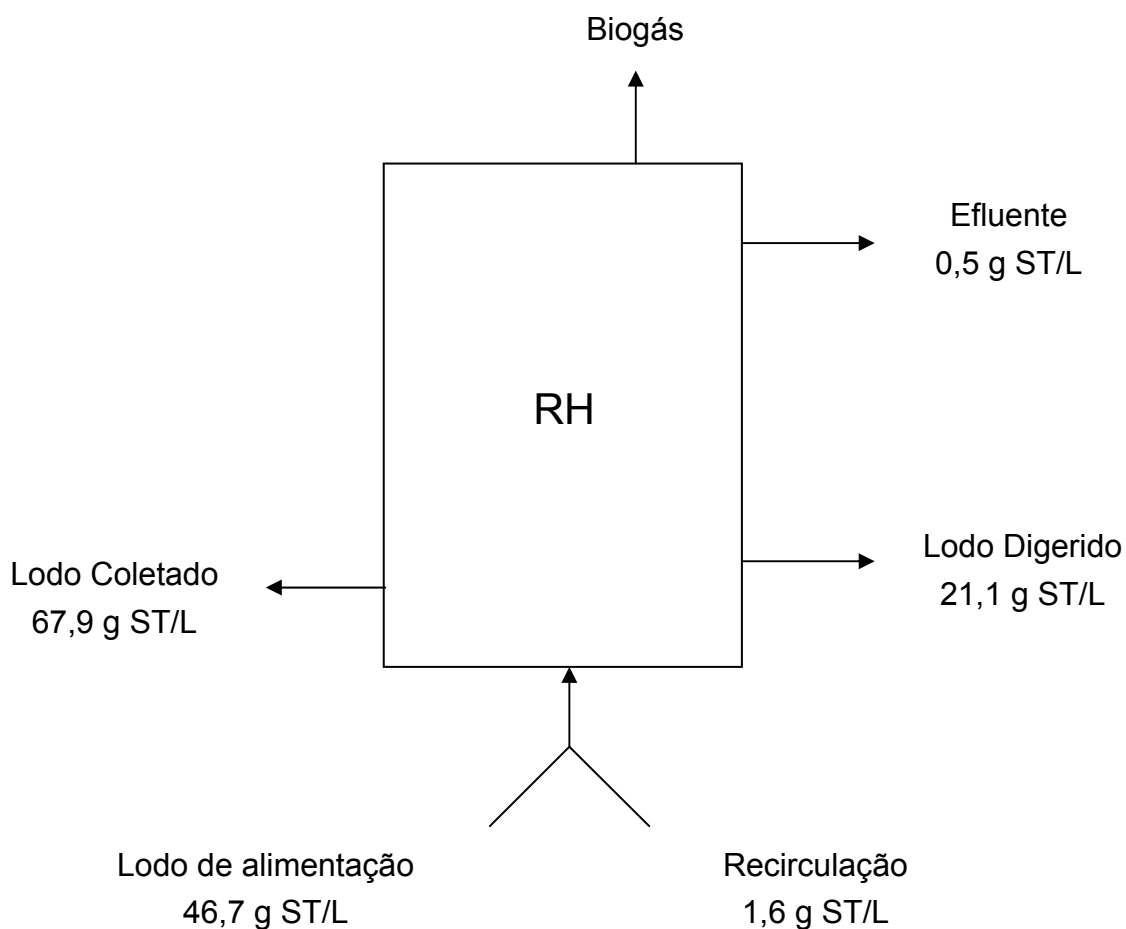 Biogás
Efluente
0,5 g ST/L
RH
Lodo Coletado
67,9 g ST/L
Lodo Digerido
21,1 g ST/L
Lodo de alimentação
46,7 g ST/L
Recirculação
1,6 g ST/L